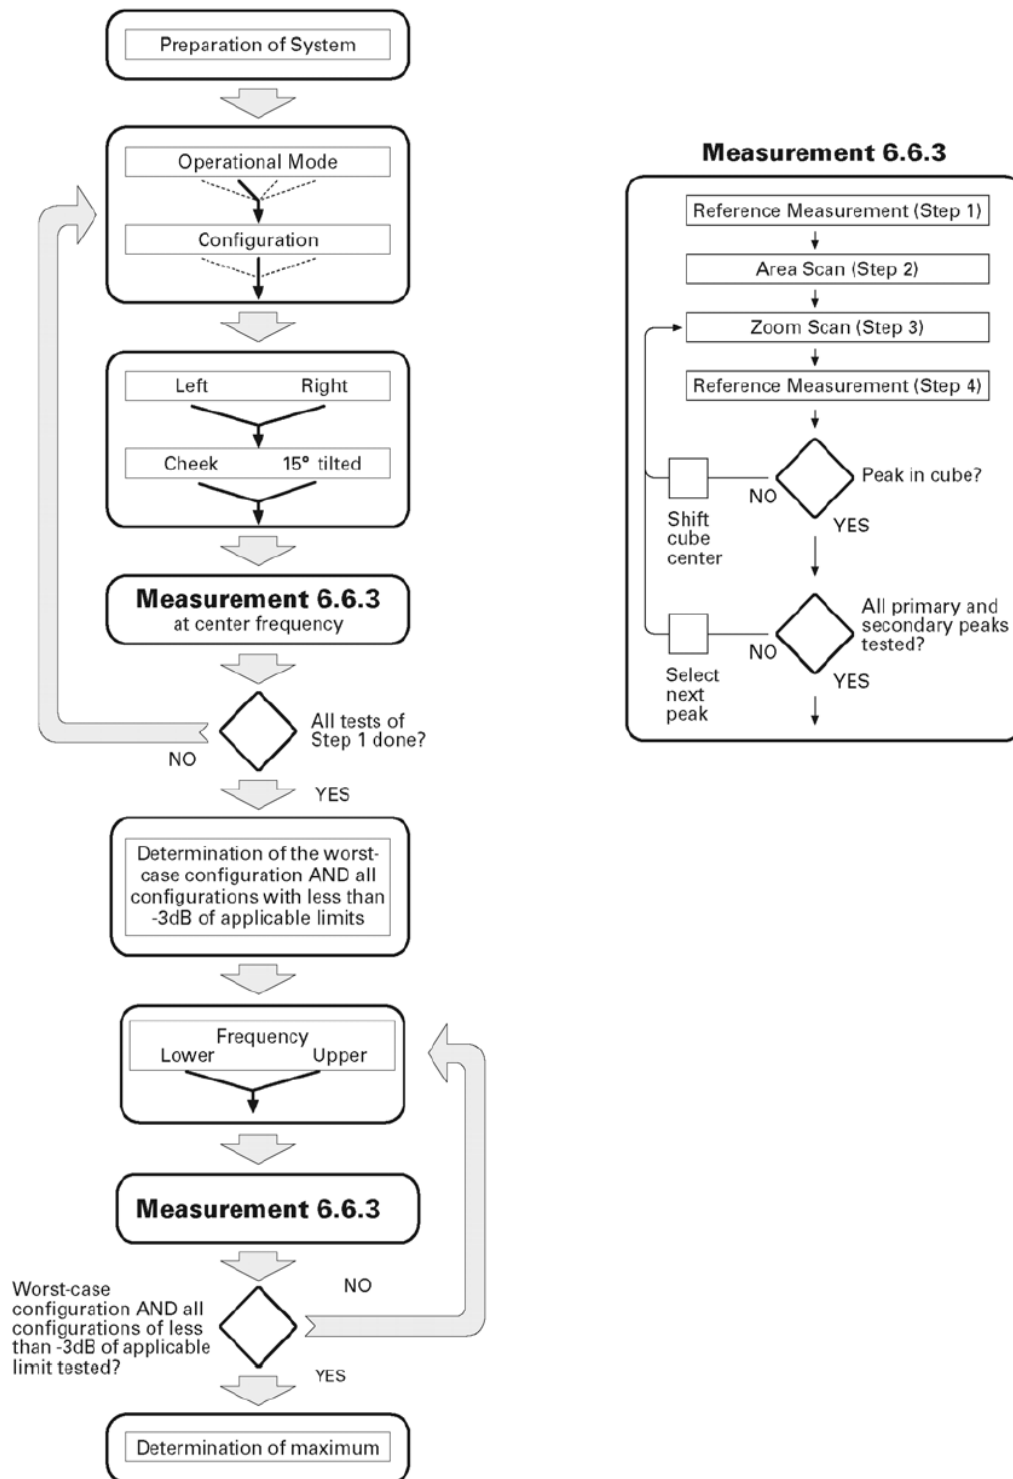 Preparation of System
Operational Mode
Configuration
Left Right
Cheek 15° tilted
Measurement 6.6.3
at center frequency
All tests of
Step 1 done?
NO
YES
Determination of the worst-
case configuration AND all
configurations with less than
-3dB of applicable limits
Frequency
Lower Upper
Measurement 6.6.3
NO
Worst-case
configuration AND all
configurations of less
than -3dB of applicable
limit tested?
YES
Determination of maximum
Measurement 6.6.3
Reference Measurement (Step 1)
Area Scan (Step 2)
Zoom Scan (Step 3)
Reference Measurement (Step 4)
Peak in cube?
NO
YES
Shift
cube
center
All primary and
secondary peaks
tested?
NO
YES
Select
next
peak